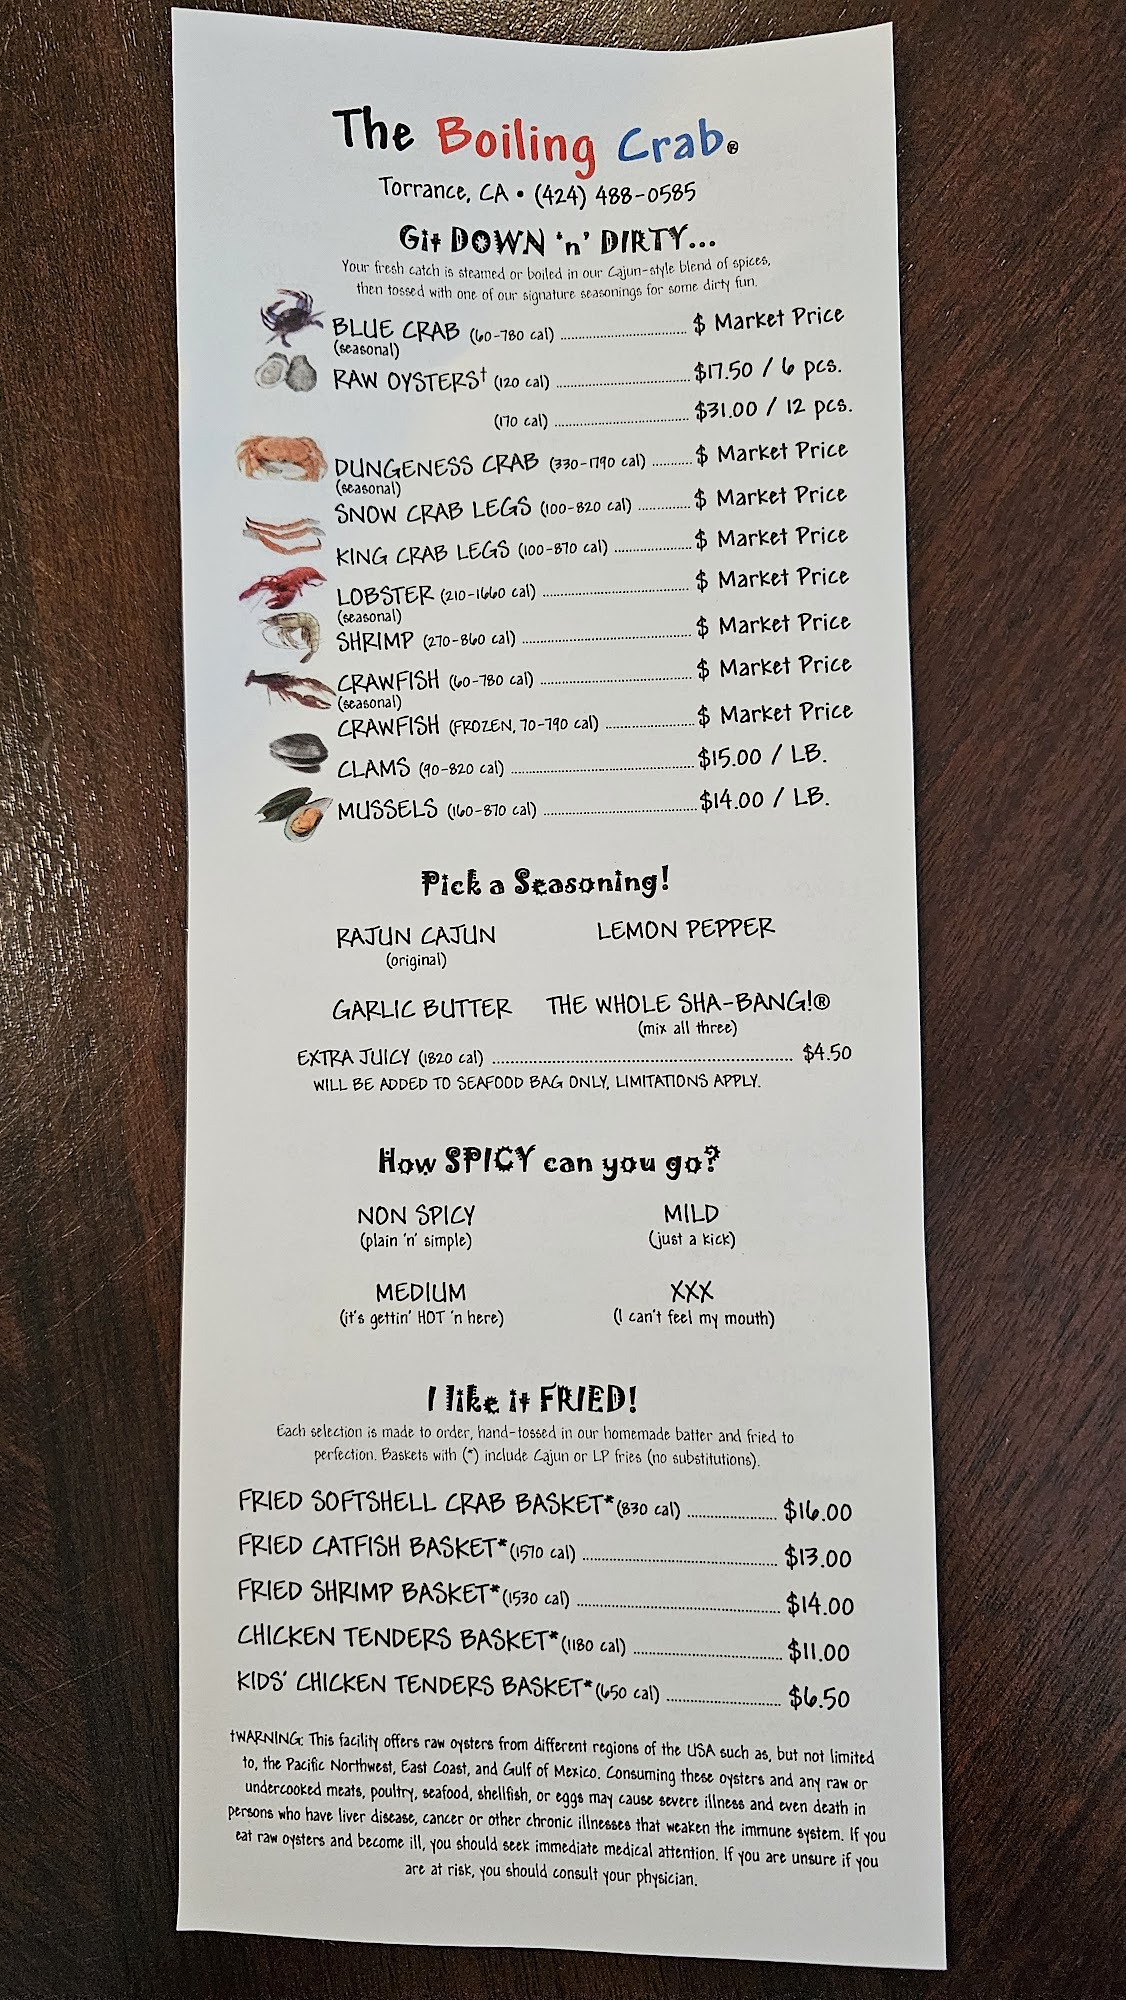 The Boiling Crab®
Torrance, CA • (424) 488-0585
Git DOWN 'n' DIRTY...
Your fresh catch is steamed or boiled in our Cajun-style blend of spices,
then tossed with one of our signature seasonings for some dirty fun.
BLUE CRAB (60-780 cal) ........ $ Market Price
(seasonal)
RAW OYSTERS† (120 cal) ........ $17.50 / 6 pcs.
(170 cal) ........ $31.00 / 12 pcs.
DUNGENESS CRAB (330-1790 cal) ........ $ Market Price
(seasonal)
SNOW CRAB LEGS (100-820 cal) ........ $ Market Price
KING CRAB LEGS (100-870 cal) ........ $ Market Price
LOBSTER (210-1660 cal) ........ $ Market Price
(seasonal)
SHRIMP (270-860 cal) ........ $ Market Price
CRAWFISH (60-780 cal) ........ $ Market Price
(seasonal)
CRAWFISH (FROZEN, 70-790 cal) ........ $ Market Price
CLAMS (90-820 cal) ........ $15.00 / LB.
MUSSELS (160-870 cal) ........ $14.00 / LB.
Pick a Seasoning!
RAJUN CAJUN LEMON PEPPER
(original)
GARLIC BUTTER THE WHOLE SHA-BANG!®
(mix all three)
EXTRA JUICY (1820 cal) ........ $4.50
WILL BE ADDED TO SEAFOOD BAG ONLY, LIMITATIONS APPLY.
How SPICY can you go?
NON SPICY MILD
(plain 'n' simple) (just a kick)
MEDIUM XXX
(it's gettin' HOT 'n here) (I can't feel my mouth)
I like it FRIED!
Each selection is made to order, hand-tossed in our homemade batter and fried to
perfection. Baskets with (*) include Cajun or LP fries (no substitutions).
FRIED SOFTSHELL CRAB BASKET* (830 cal) ........ $16.00
FRIED CATFISH BASKET* (1570 cal) ........ $13.00
FRIED SHRIMP BASKET* (1530 cal) ........ $14.00
CHICKEN TENDERS BASKET* (1180 cal) ........ $11.00
KIDS' CHICKEN TENDERS BASKET* (650 cal) ........ $6.50
†WARNING: This facility offers raw oysters from different regions of the USA such as, but not limited
to, the Pacific Northwest, East Coast, and Gulf of Mexico. Consuming these oysters and any raw or
undercooked meats, poultry, seafood, shellfish, or eggs may cause severe illness and even death in
persons who have liver disease, cancer or other chronic illnesses that weaken the immune system. If you
eat raw oysters and become ill, you should seek immediate medical attention. If you are unsure if you
are at risk, you should consult your physician.